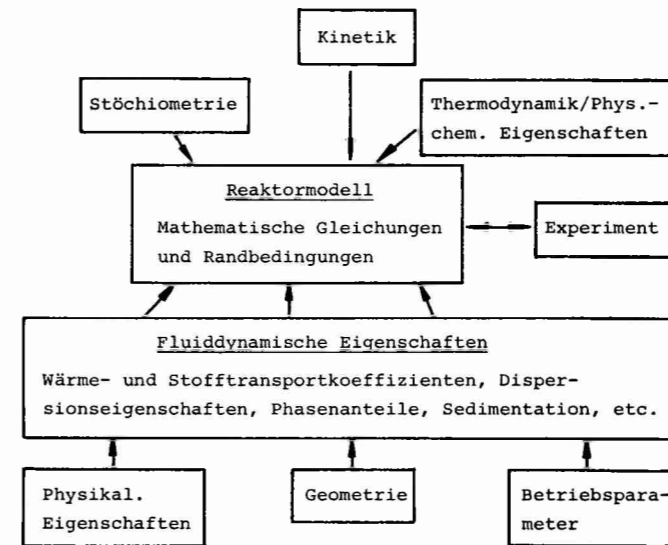 Kinetik
Stöchiometrie
Thermodynamik/Phys.-
chem. Eigenschaften
Reaktormodell
Mathematische Gleichungen
und Randbedingungen
Experiment
Fluiddynamische Eigenschaften
Wärme- und Stofftransportkoeffizienten, Disper-
sionseigenschaften, Phasenanteile, Sedimentation, etc.
Physikal.
Eigenschaften
Geometrie
Betriebspara-
meter